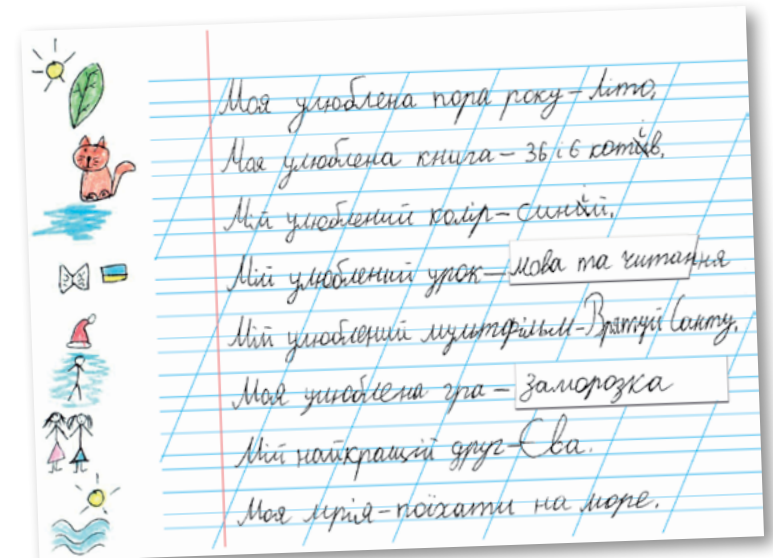 Моя улюблена пора року – літо.
Моя улюблена книга – 36 і 6 котів.
Мій улюблений колір – синій.
Мій улюблений урок – мова та читання
Мій улюблений мультфільм – Врятуй Санту.
Моя улюблена гра – заморозка
Мій найкращій друг – Єва.
Моя мрія – поїхати на море.